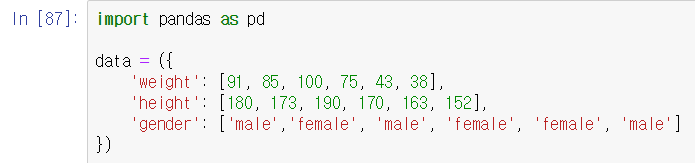 In [87]: import pandas as pd
data = ({
'weight': [91, 85, 100, 75, 43, 38],
'height': [180, 173, 190, 170, 163, 152],
'gender': ['male','female', 'male', 'female', 'female', 'male']
})